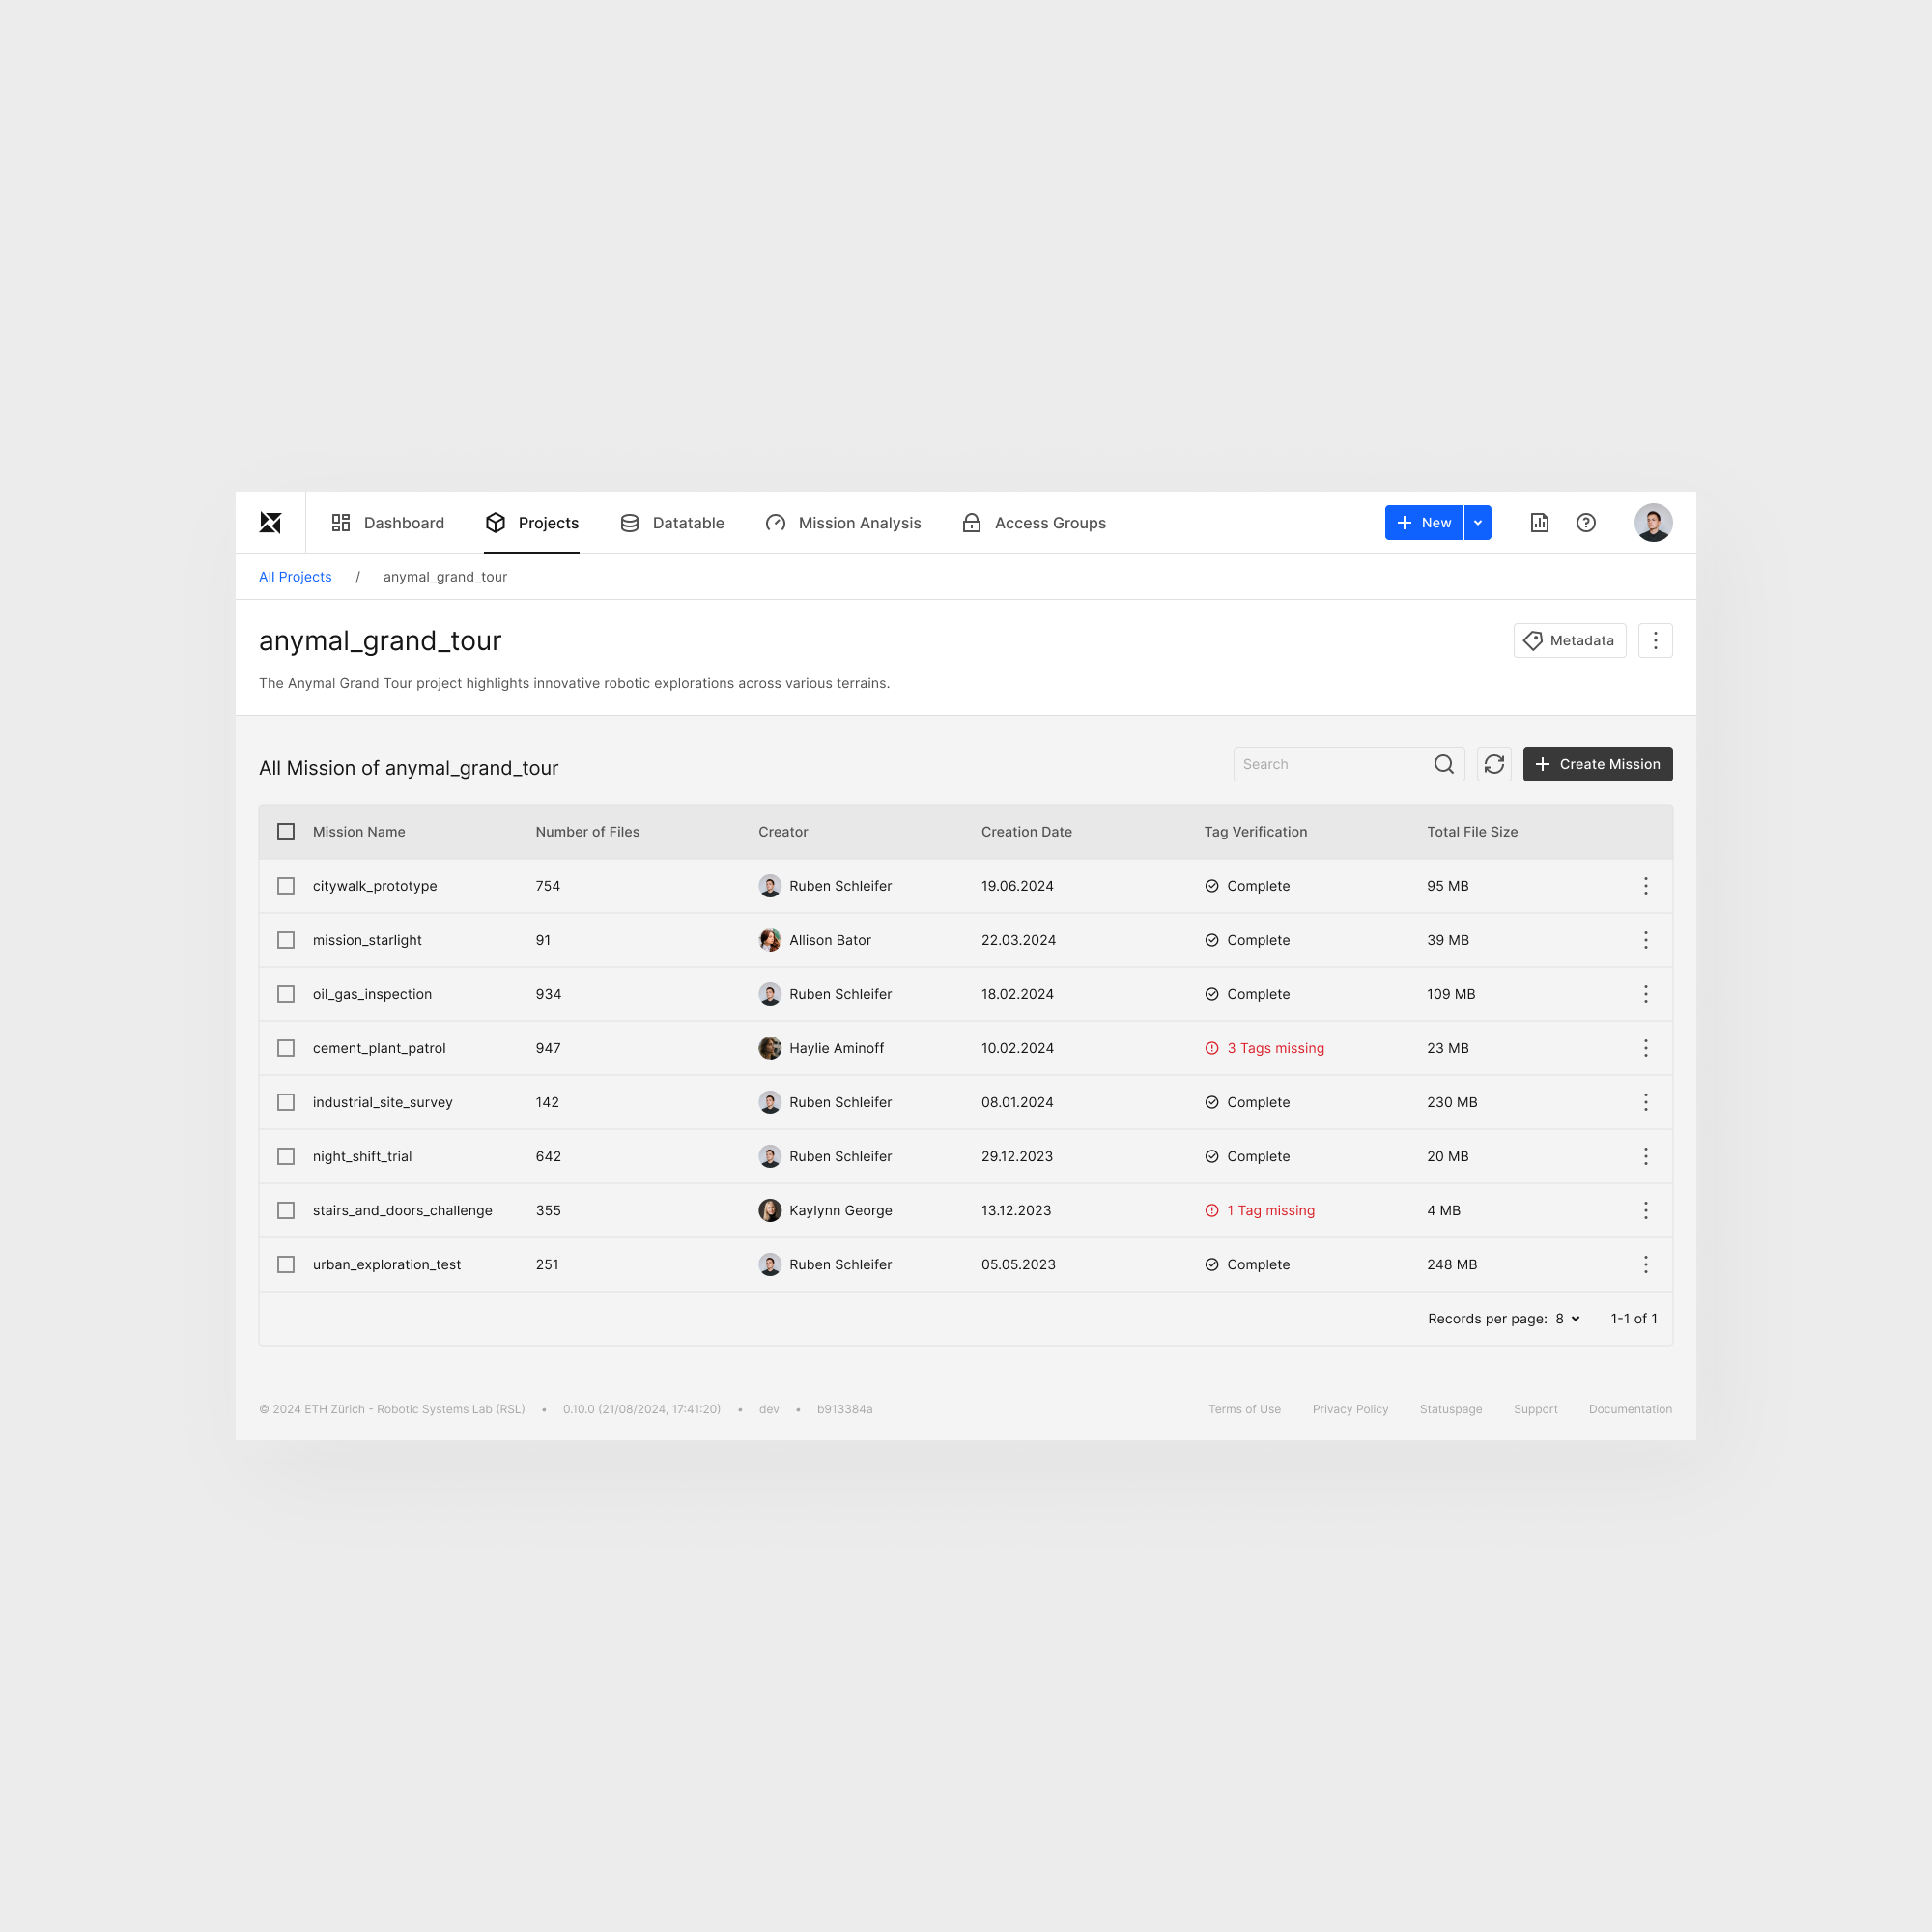 Dashboard Projects Datatable Mission Analysis Access Groups New
All Projects / anymal_grand_tour
anymal_grand_tour Metadata
The Anymal Grand Tour project highlights innovative robotic explorations across various terrains.
All Mission of anymal_grand_tour Search Create Mission
Mission Name Number of Files Creator Creation Date Tag Verification Total File Size
citywalk_prototype 754 Ruben Schleifer 19.06.2024 Complete 95 MB
mission_starlight 91 Allison Bator 22.03.2024 Complete 39 MB
oil_gas_inspection 934 Ruben Schleifer 18.02.2024 Complete 109 MB
cement_plant_patrol 947 Haylie Aminoff 10.02.2024 3 Tags missing 23 MB
industrial_site_survey 142 Ruben Schleifer 08.01.2024 Complete 230 MB
night_shift_trial 642 Ruben Schleifer 29.12.2023 Complete 20 MB
stairs_and_doors_challenge 355 Kaylynn George 13.12.2023 1 Tag missing 4 MB
urban_exploration_test 251 Ruben Schleifer 05.05.2023 Complete 248 MB
Records per page: 8 1-1 of 1
© 2024 ETH Zürich - Robotic Systems Lab (RSL) • 0.10.0 (21/08/2024, 17:41:20) • dev • b913384a Terms of Use Privacy Policy Statuspage Support Documentation